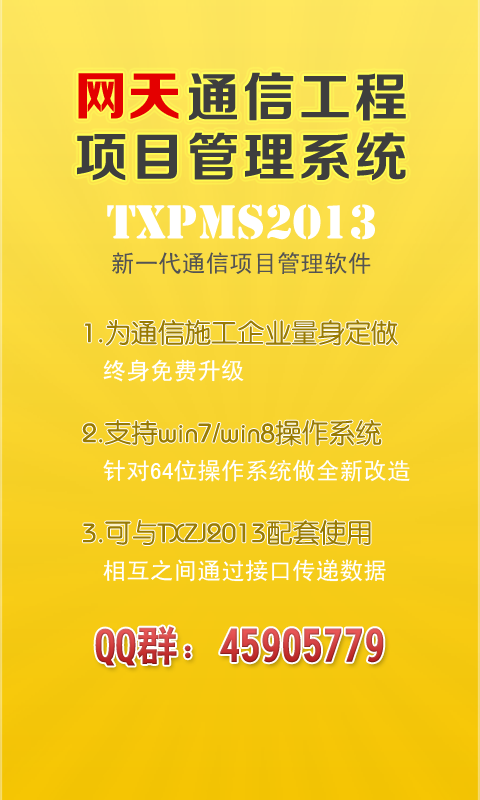 网天通信工程
项目管理系统
TXPMS2013
新一代通信项目管理软件
1.为通信施工企业量身定做
终身免费升级
2.支持win7/win8操作系统
针对64位操作系统做全新改造
3.可与TXZJ2013配套使用
相互之间通过接口传递数据
QQ群：45905779